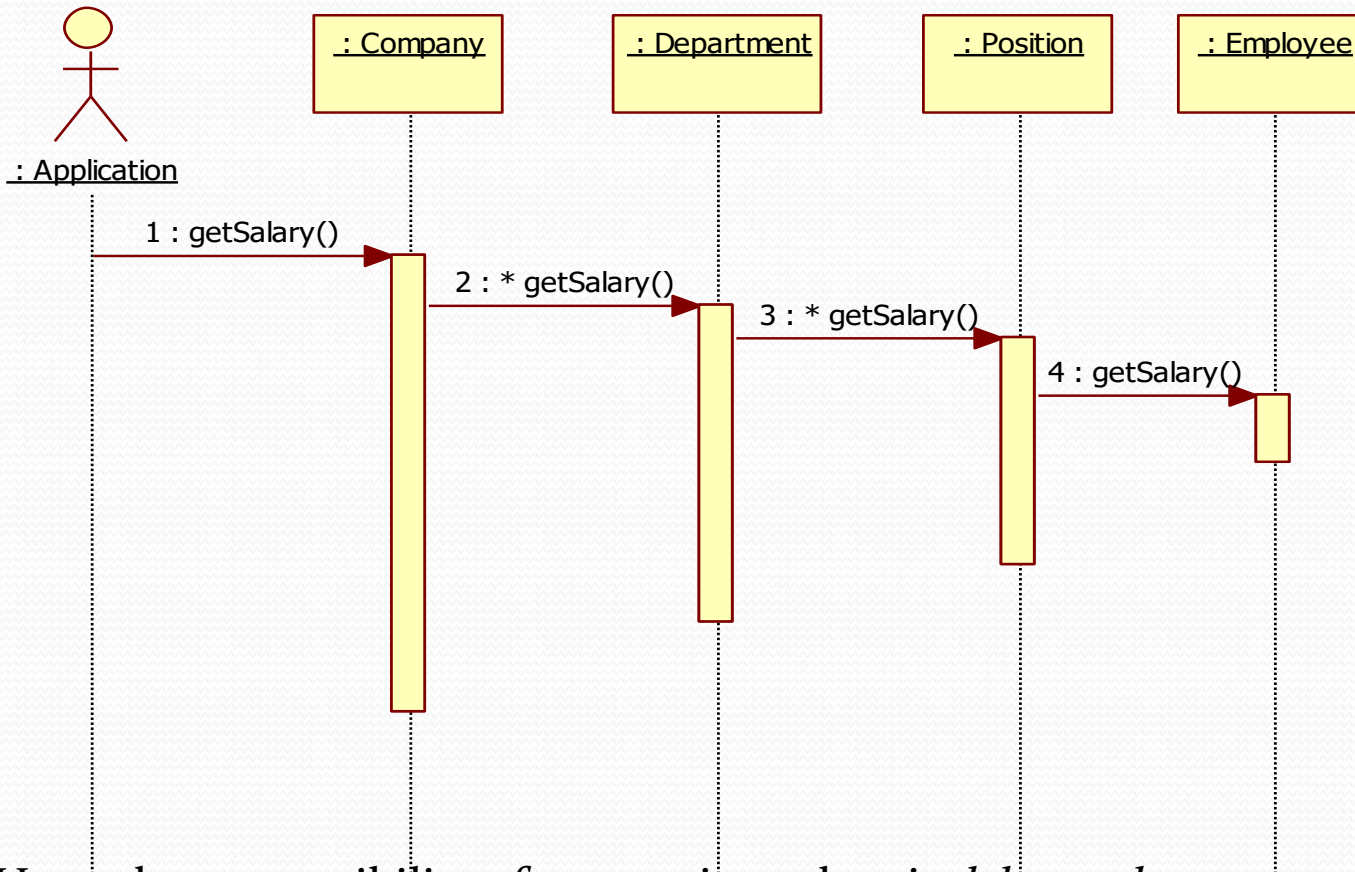 : Company
: Department
: Position
: Employee
: Application
1 : getSalary()
2 : * getSalary()
3 : * getSalary()
4 : getSalary()